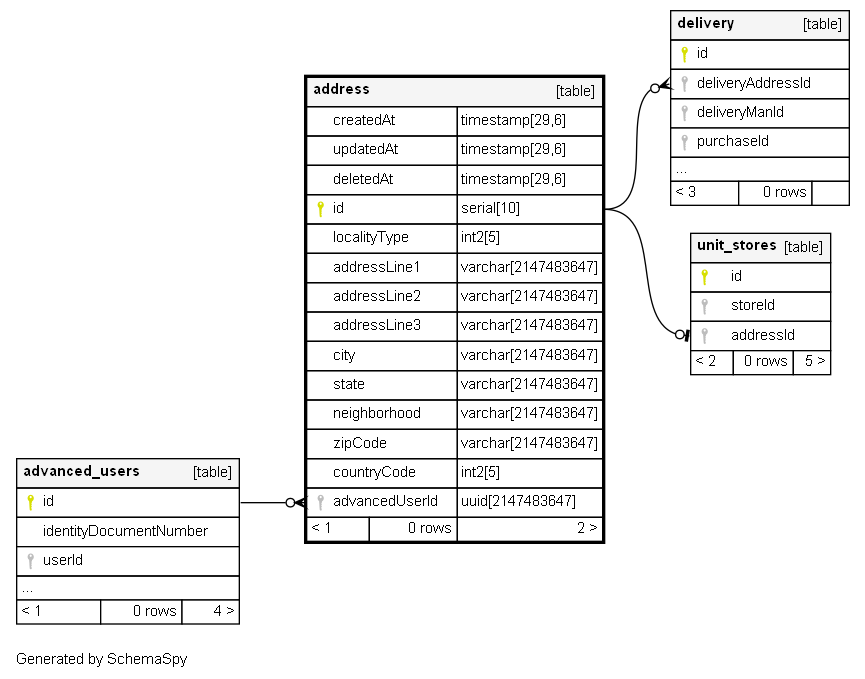 delivery [table]
id
deliveryAddressId
deliveryManId
purchaseId
...
< 3 0 rows
address [table]
createdAt timestamp[29,6]
updatedAt timestamp[29,6]
deletedAt timestamp[29,6]
id serial[10]
localityType int2[5]
addressLine1 varchar[2147483647]
addressLine2 varchar[2147483647]
addressLine3 varchar[2147483647]
city varchar[2147483647]
state varchar[2147483647]
neighborhood varchar[2147483647]
zipCode varchar[2147483647]
countryCode int2[5]
advancedUserId uuid[2147483647]
< 1 0 rows 2 >
unit_stores [table]
id
storeId
addressId
< 2 0 rows 5 >
advanced_users [table]
id
identityDocumentNumber
userId
...
< 1 0 rows 4 >
Generated by SchemaSpy